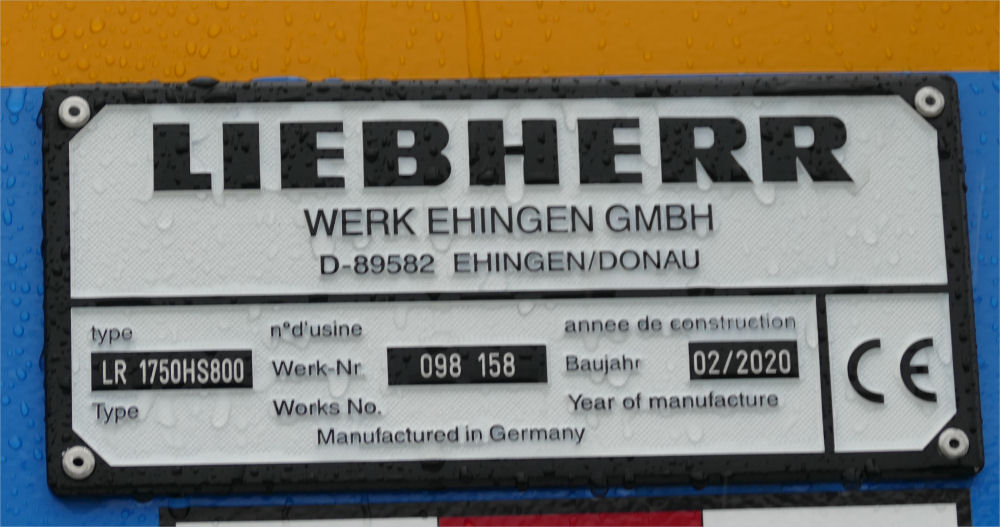 LIEBHERR
WERK EHINGEN GMBH
D-89582 EHINGEN/DONAU
type n°d'usine annee de construction
LR 1750HS800 Werk-Nr 098 158 Baujahr 02/2020 CE
Type Works No. Year of manufacture
Manufactured in Germany